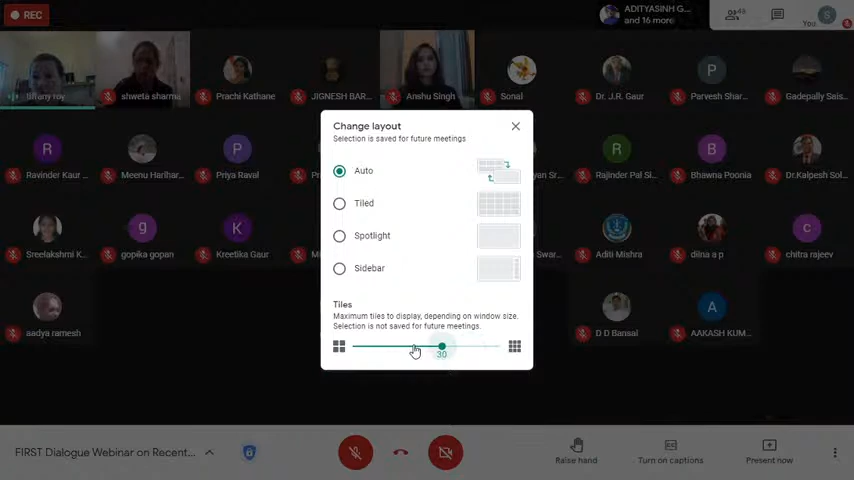 REC
ADITYASINH G...
and 16 more
48
S
You
tiffany roy
shweta sharma
Prachi Kathane
JIGNESH BAR...
Anshu Singh
Sonal
Dr. J.R. Gaur
P
Parvesh Shar...
Gadepally Sais...
Change layout
Selection is saved for future meetings
Auto
Tiled
Spotlight
Sidebar
Tiles
Maximum tiles to display, depending on window size.
Selection is not saved for future meetings.
30
R
Ravinder Kaur ...
Meenu Harihar...
P
Priya Raval
R
Rajinder Pal Si...
B
Bhawna Poonia
Dr.Kalpesh Sol...
Sreelakshmi K...
g
gopika gopan
K
Kreetika Gaur
Aditi Mishra
dilna a p
c
chitra rajeev
aadya ramesh
D D Bansal
A
AAKASH KUM...
FIRST Dialogue Webinar on Recent...
Raise hand
Turn on captions
Present now